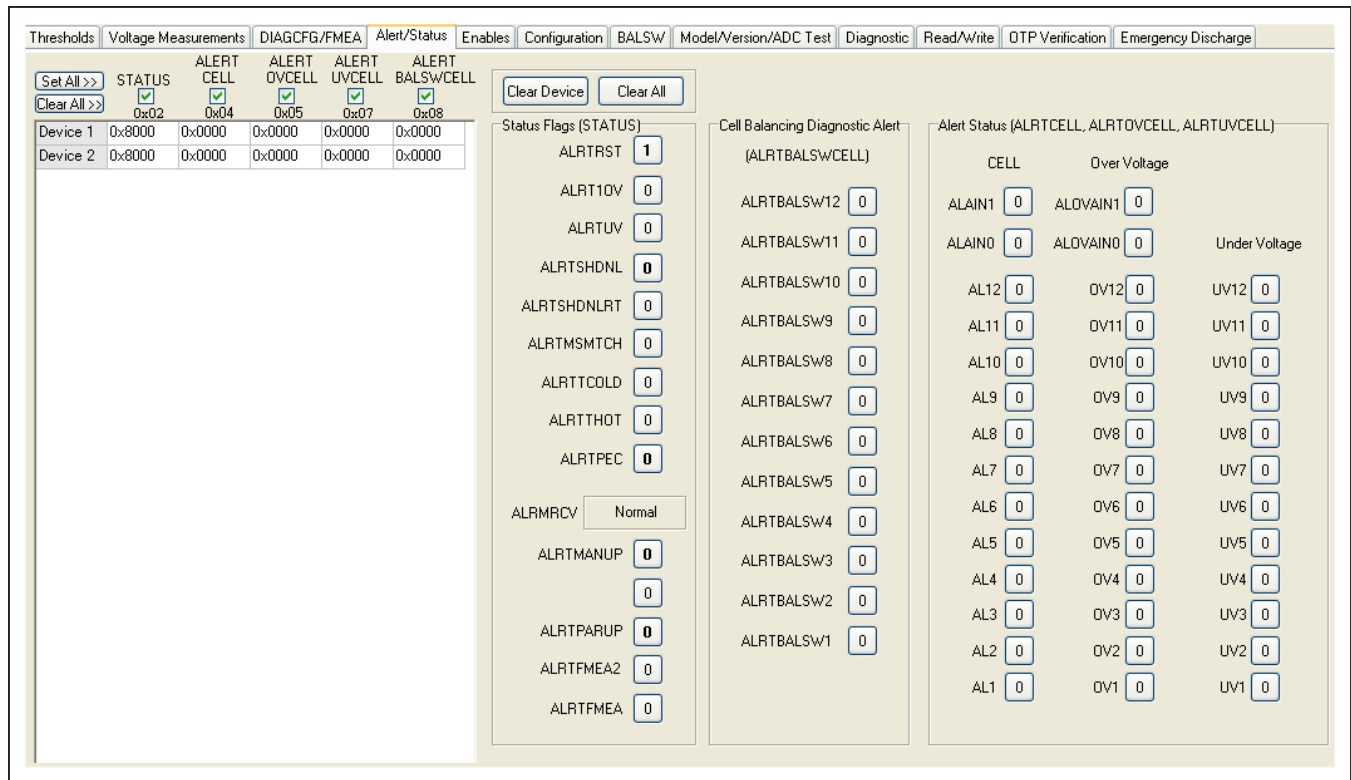 Thresholds Voltage Measurements DIAGCFG/FMEA Alert/Status Enables Configuration BALSW Model/Version/ADC Test Diagnostic Read/Write OTP Verification Emergency Discharge
Set All >>
Clear All >>
STATUS
0x02
ALERT
CELL
0x04
ALERT
OVCELL
0x05
ALERT
UVCELL
0x07
ALERT
BALSWCELL
0x08
Device 1 0x8000 0x0000 0x0000 0x0000 0x0000
Device 2 0x8000 0x0000 0x0000 0x0000 0x0000
Clear Device Clear All
Status Flags (STATUS)
ALRTRST 1
ALRT1OV 0
ALRTUV 0
ALRTSHDNL 0
ALRTSHDNLRT 0
ALRTMSMTCH 0
ALRTTCOLD 0
ALRTTHOT 0
ALRTPEC 0
ALRMRCV Normal
ALRTMANUP 0
0
ALRTPARUP 0
ALRTFMEA2 0
ALRTFMEA 0
Cell Balancing Diagnostic Alert
(ALRTBALSWCELL)
ALRTBALSW12 0
ALRTBALSW11 0
ALRTBALSW10 0
ALRTBALSW9 0
ALRTBALSW8 0
ALRTBALSW7 0
ALRTBALSW6 0
ALRTBALSW5 0
ALRTBALSW4 0
ALRTBALSW3 0
ALRTBALSW2 0
ALRTBALSW1 0
Alert Status (ALRTCELL, ALRTOVCELL, ALRTUVCELL)
CELL Over Voltage
ALAIN1 0 ALOVAIN1 0
ALAIN0 0 ALOVAIN0 0 Under Voltage
AL12 0 OV12 0 UV12 0
AL11 0 OV11 0 UV11 0
AL10 0 OV10 0 UV10 0
AL9 0 OV9 0 UV9 0
AL8 0 OV8 0 UV8 0
AL7 0 OV7 0 UV7 0
AL6 0 OV6 0 UV6 0
AL5 0 OV5 0 UV5 0
AL4 0 OV4 0 UV4 0
AL3 0 OV3 0 UV3 0
AL2 0 OV2 0 UV2 0
AL1 0 OV1 0 UV1 0